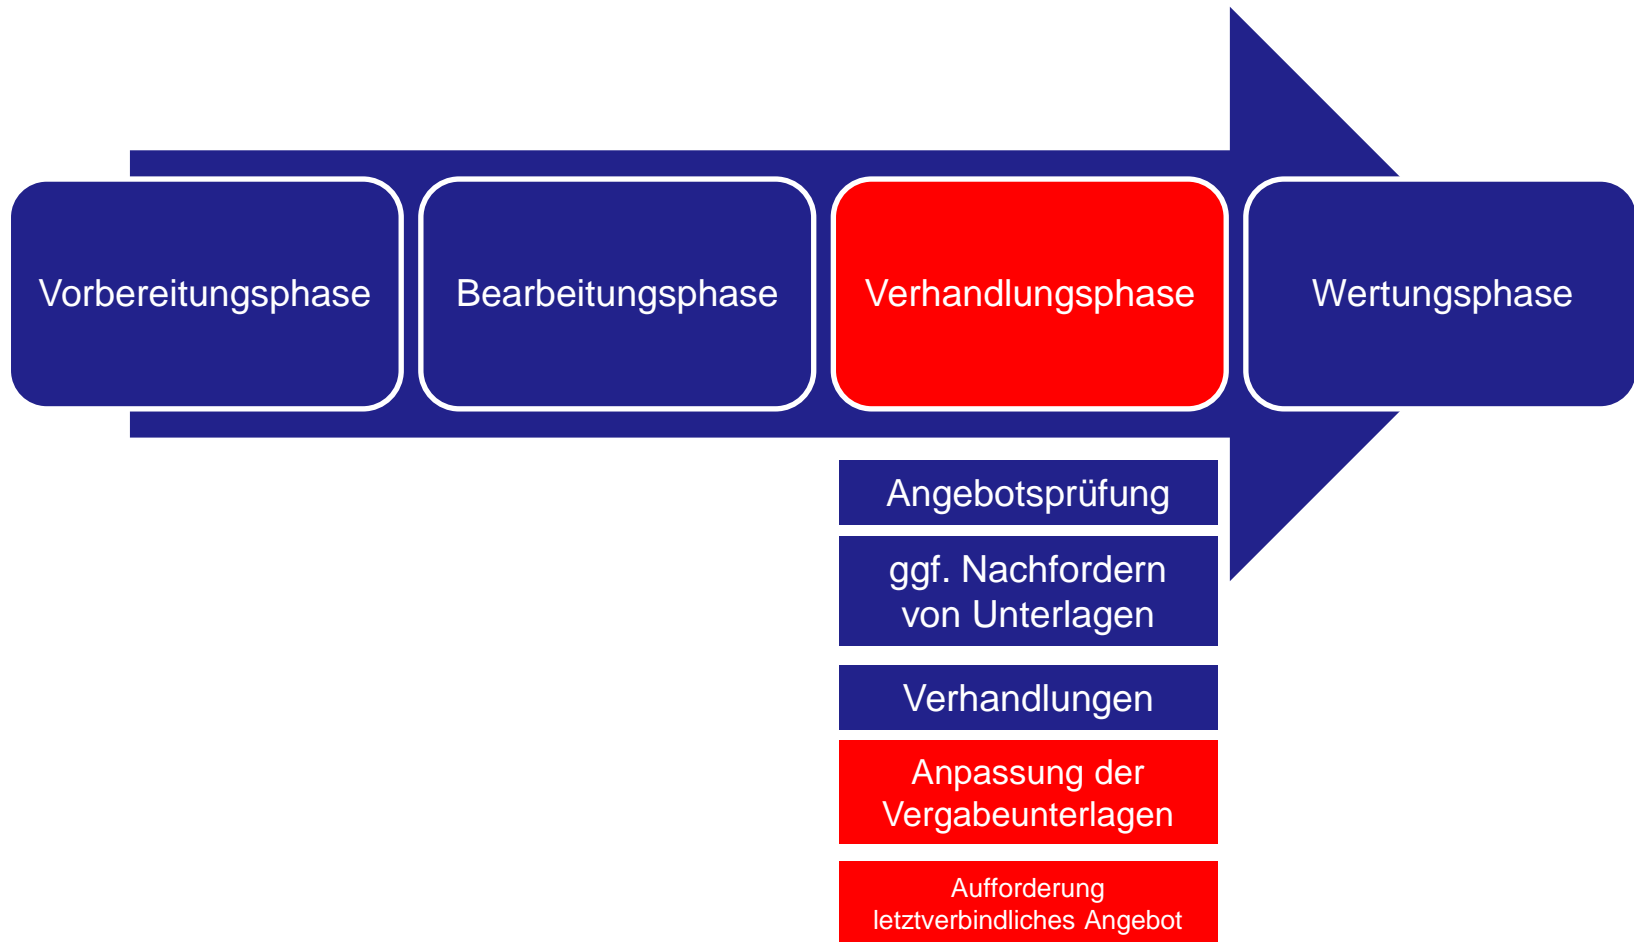 Vorbereitungsphase
Bearbeitungsphase
Verhandlungsphase
Wertungsphase
Angebotsprüfung
ggf. Nachfordern
von Unterlagen
Verhandlungen
Anpassung der
Vergabeunterlagen
Aufforderung
letztverbindliches Angebot